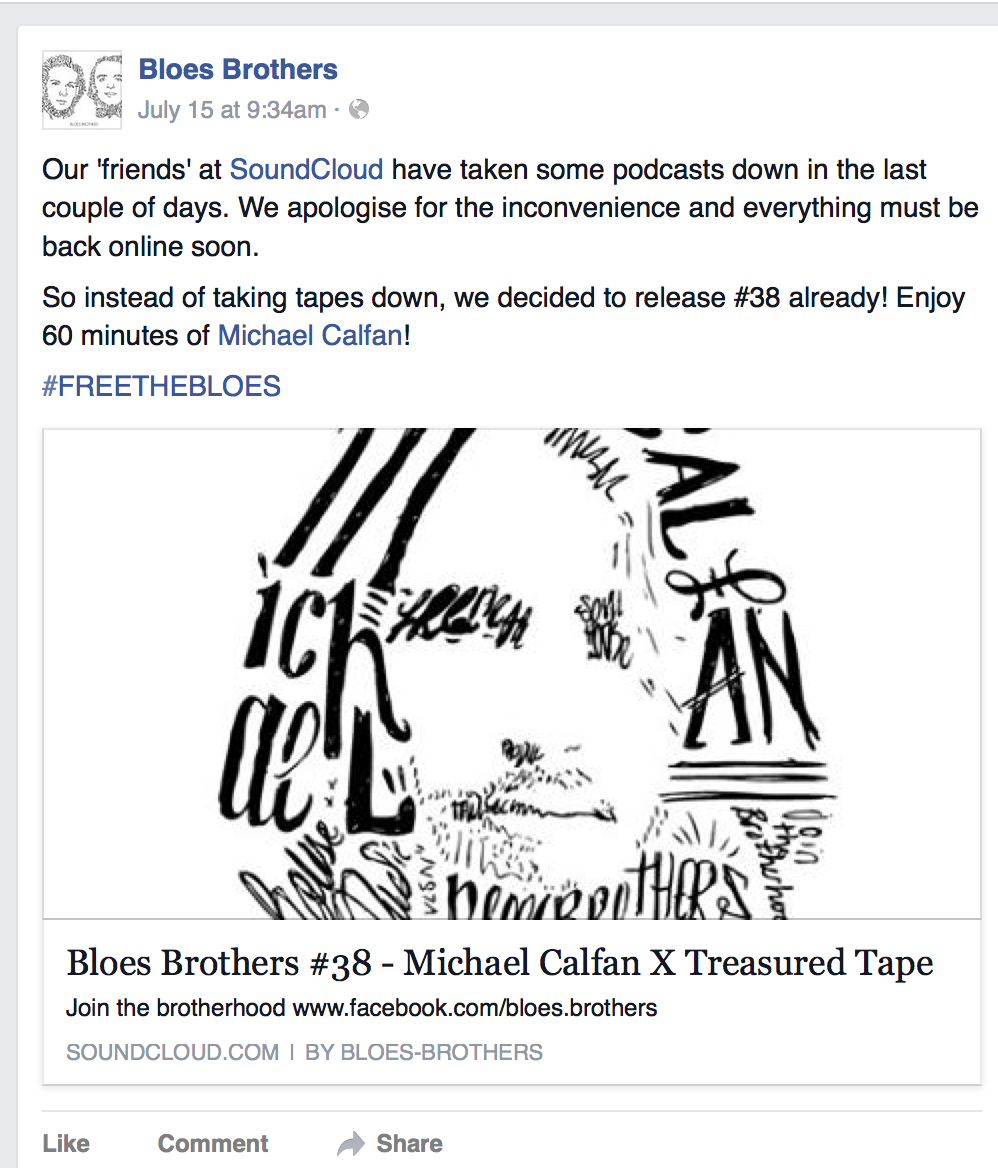 Bloes Brothers
July 15 at 9:34am ·
Our 'friends' at SoundCloud have taken some podcasts down in the last
couple of days. We apologise for the inconvenience and everything must be
back online soon.
So instead of taking tapes down, we decided to release #38 already! Enjoy
60 minutes of Michael Calfan!
#FREETHEBLOES
M
ich
ael
AL
f
AN
house
music
join
the
Brotherhoo
THERS
Bloes Brothers #38 - Michael Calfan X Treasured Tape
Join the brotherhood www.facebook.com/bloes.brothers
SOUNDCLOUD.COM | BY BLOES-BROTHERS
Like Comment Share